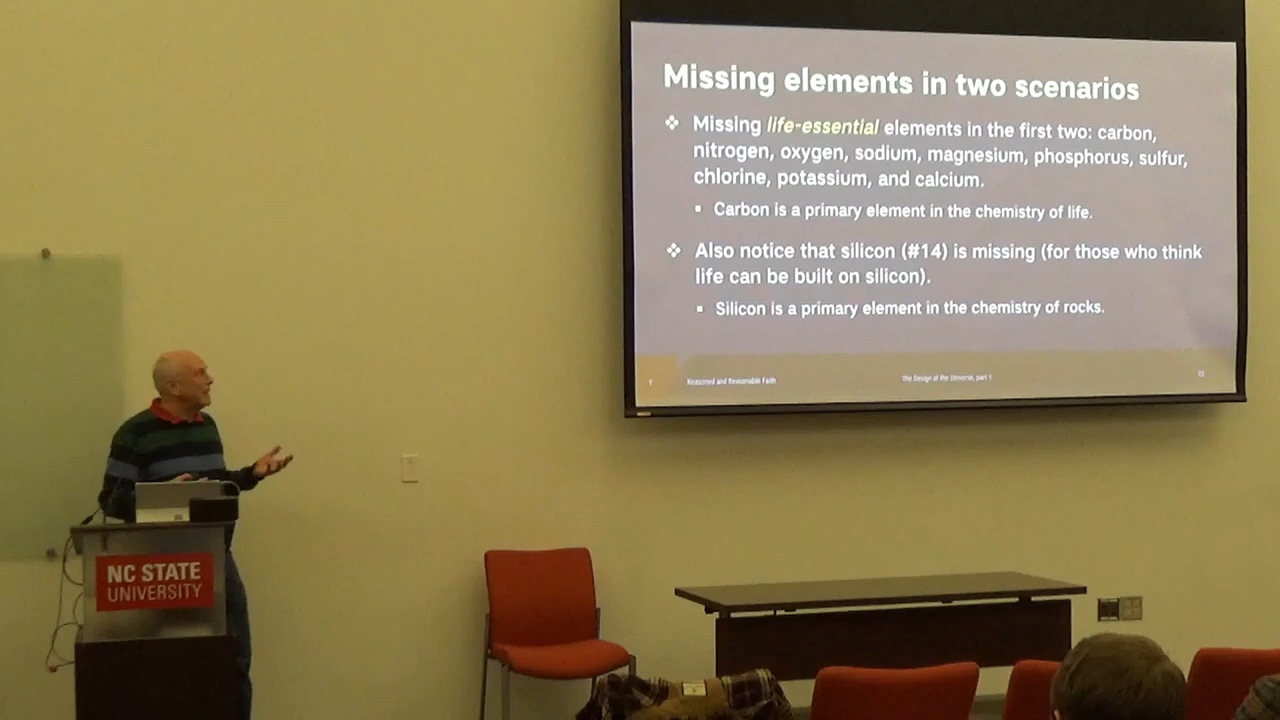 Missing elements in two scenarios
❖ Missing life-essential elements in the first two: carbon,
nitrogen, oxygen, sodium, magnesium, phosphorus, sulfur,
chlorine, potassium, and calcium.
▪ Carbon is a primary element in the chemistry of life.
❖ Also notice that silicon (#14) is missing (for those who think
life can be built on silicon).
▪ Silicon is a primary element in the chemistry of rocks.
Reasoned and Reasonable Faith
The Design of the Universe, part 1
NC STATE
UNIVERSITY